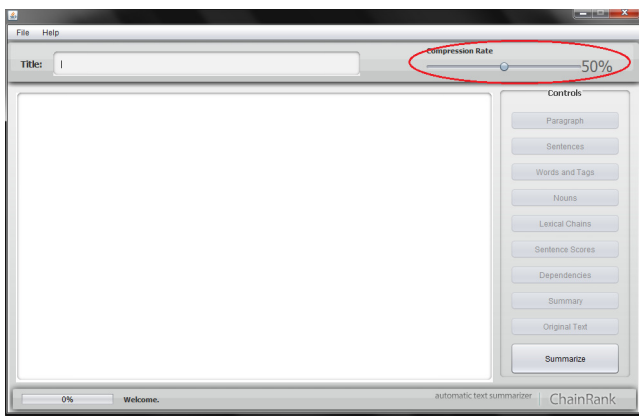 File Help
Compression Rate
Title:
50%
Controls
Paragraph
Sentences
Words and Tags
Nouns
Lexical Chains
Sentence Scores
Dependencies
Summary
Original Text
Summarize
0% Welcome. automatic text summarizer ChainRank